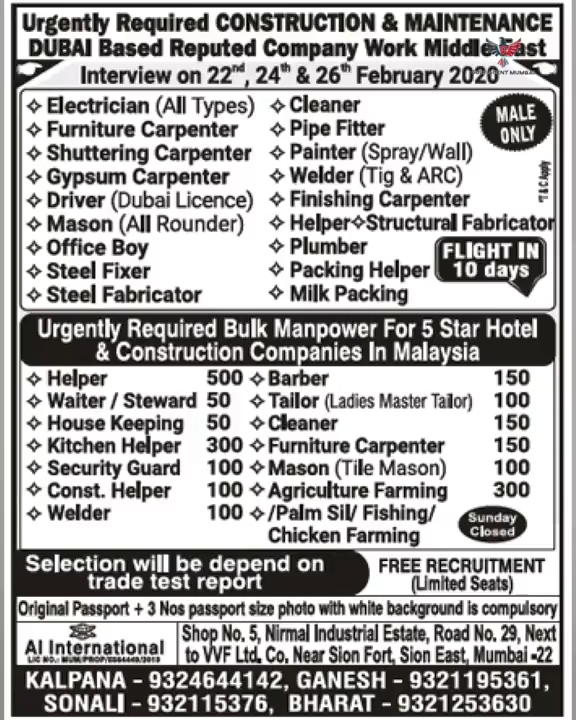 Urgently Required CONSTRUCTION & MAINTENANCE
DUBAI Based Reputed Company Work Middle East
Interview on 22nd, 24th & 26th February 2020
MALE ONLY
*T & C Apply
❖ Electrician (All Types)
❖ Furniture Carpenter
❖ Shuttering Carpenter
❖ Gypsum Carpenter
❖ Driver (Dubai Licence)
❖ Mason (All Rounder)
❖ Office Boy
❖ Steel Fixer
❖ Steel Fabricator
❖ Cleaner
❖ Pipe Fitter
❖ Painter (Spray/Wall)
❖ Welder (Tig & ARC)
❖ Finishing Carpenter
❖ Helper❖Structural Fabricator
❖ Plumber
❖ Packing Helper
❖ Milk Packing
FLIGHT IN
10 days
Urgently Required Bulk Manpower For 5 Star Hotel
& Construction Companies In Malaysia
❖ Helper 500
❖ Waiter / Steward 50
❖ House Keeping 50
❖ Kitchen Helper 300
❖ Security Guard 100
❖ Const. Helper 100
❖ Welder 100
❖ Barber 150
❖ Tailor (Ladies Master Tailor) 100
❖ Cleaner 150
❖ Furniture Carpenter 150
❖ Mason (Tile Mason) 100
❖ Agriculture Farming 300
❖ /Palm Sil/ Fishing/
Chicken Farming
Sunday
Closed
Selection will be depend on
trade test report
FREE RECRUITMENT
(Limited Seats)
Original Passport + 3 Nos passport size photo with white background is compulsory
Al International
Shop No. 5, Nirmal Industrial Estate, Road No. 29, Next
to VVF Ltd. Co. Near Sion Fort, Sion East, Mumbai -22
KALPANA - 9324644142, GANESH - 9321195361,
SONALI - 932115376, BHARAT - 9321253630